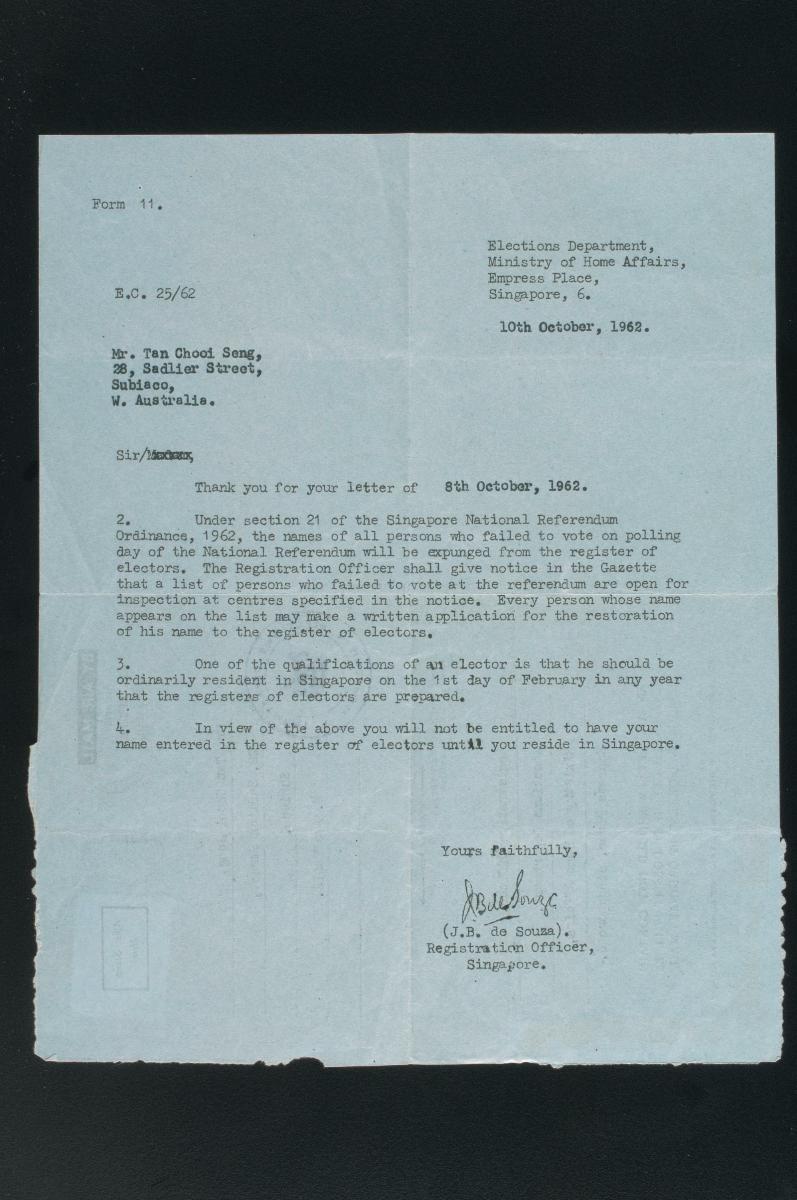 Form 11.
Elections Department,
Ministry of Home Affairs,
Empress Place,
Singapore, 6.
E.C. 25/62
10th October, 1962.
Mr. Tan Chooi Seng,
28, Sadlier Street,
Subiaco,
W. Australia.
Sir/
Thank you for your letter of 8th October, 1962.
2. Under section 21 of the Singapore National Referendum
Ordinance, 1962, the names of all persons who failed to vote on polling
day of the National Referendum will be expunged from the register of
electors. The Registration Officer shall give notice in the Gazette
that a list of persons who failed to vote at the referendum are open for
inspection at centres specified in the notice. Every person whose name
appears on the list may make a written application for the restoration
of his name to the register of electors.
3. One of the qualifications of an elector is that he should be
ordinarily resident in Singapore on the 1st day of February in any year
that the registers of electors are prepared.
4. In view of the above you will not be entitled to have your
name entered in the register of electors until you reside in Singapore.
Yours faithfully,
JB de Souza
(J.B. de Souza).
Registration Officer,
Singapore.